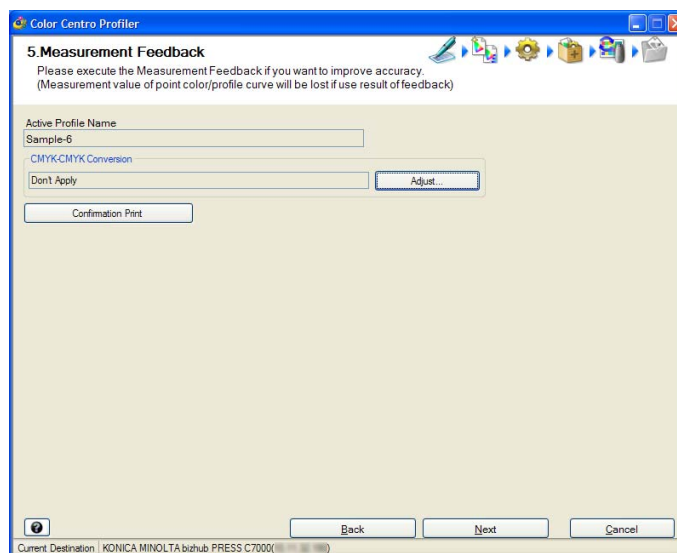 Color Centro Profiler
5.Measurement Feedback
Please execute the Measurement Feedback if you want to improve accuracy.
(Measurement value of point color/profile curve will be lost if use result of feedback)
Active Profile Name
Sample-6
CMYK-CMYK Conversion
Don't Apply
Adjust...
Confirmation Print
Back
Next
Cancel
Current Destination KONICA MINOLTA bizhub PRESS C7000(